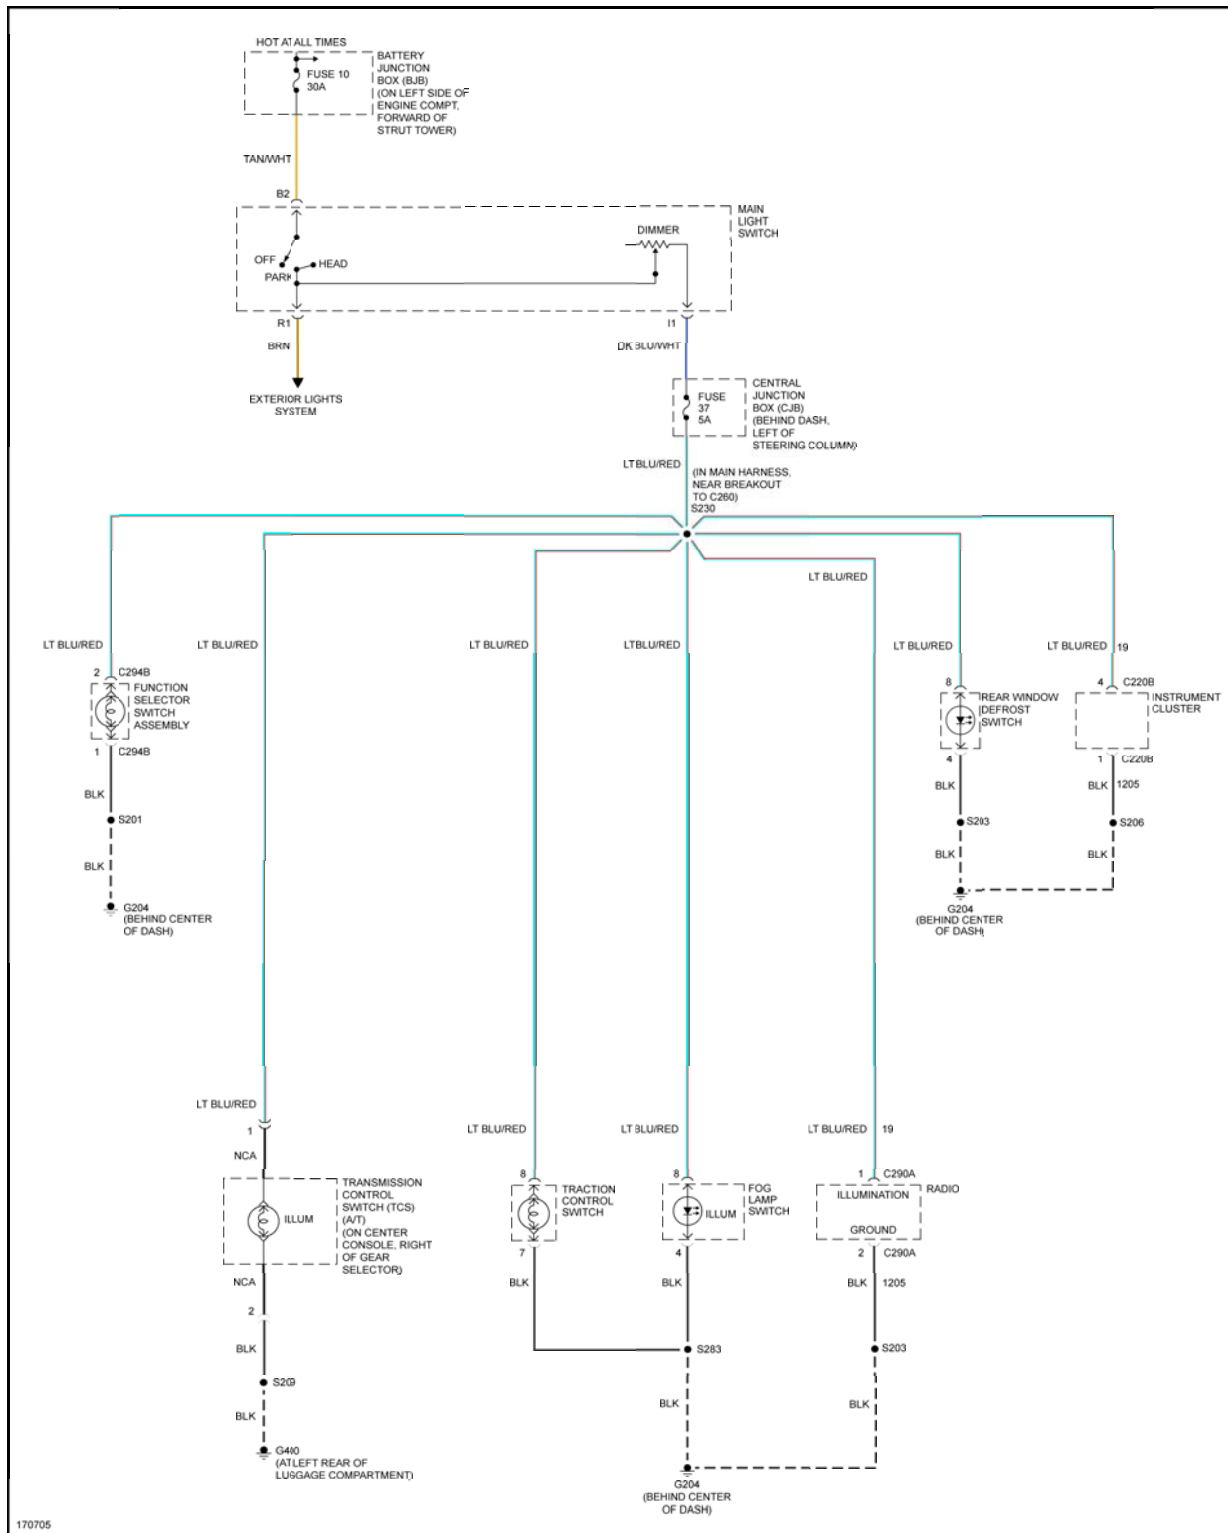 HOT AT ALL TIMES
FUSE 10
30A
BATTERY
JUNCTION
BOX (BJB)
(ON LEFT SIDE OF
ENGINE COMPT,
FORWARD OF
STRUT TOWER)
TAN/WHT
B2
MAIN
LIGHT
SWITCH
DIMMER
OFF
HEAD
PARK
R1
I1
BRN
DK BLU/WHT
EXTERIOR LIGHTS
SYSTEM
FUSE
37
5A
CENTRAL
JUNCTION
BOX (CJB)
(BEHIND DASH,
LEFT OF
STEERING COLUMN)
LT BLU/RED
(IN MAIN HARNESS,
NEAR BREAKOUT
TO C260)
S230
LT BLU/RED
LT BLU/RED
LT BLU/RED
LT BLU/RED
LT BLU/RED
LT BLU/RED
LT BLU/RED
19
2
C294B
FUNCTION
SELECTOR
SWITCH
ASSEMBLY
1
C294B
8
REAR WINDOW
DEFROST
SWITCH
4
4
C220B
INSTRUMENT
CLUSTER
1
C220B
BLK
S201
BLK
G204
(BEHIND CENTER
OF DASH)
BLK
S203
BLK
G204
(BEHIND CENTER
OF DASH)
BLK
1205
S206
BLK
LT BLU/RED
1
NCA
ILLUM
TRANSMISSION
CONTROL
SWITCH (TCS)
(A/T)
(ON CENTER
CONSOLE, RIGHT
OF GEAR
SELECTOR)
NCA
2
BLK
S209
BLK
G400
(AT LEFT REAR OF
LUGGAGE COMPARTMENT)
LT BLU/RED
8
TRACTION
CONTROL
SWITCH
7
BLK
LT BLU/RED
8
ILLUM
FOG
LAMP
SWITCH
4
BLK
S283
BLK
G204
(BEHIND CENTER
OF DASH)
LT BLU/RED
19
1
C290A
ILLUMINATION
RADIO
GROUND
2
C290A
BLK
1205
S203
BLK
170705